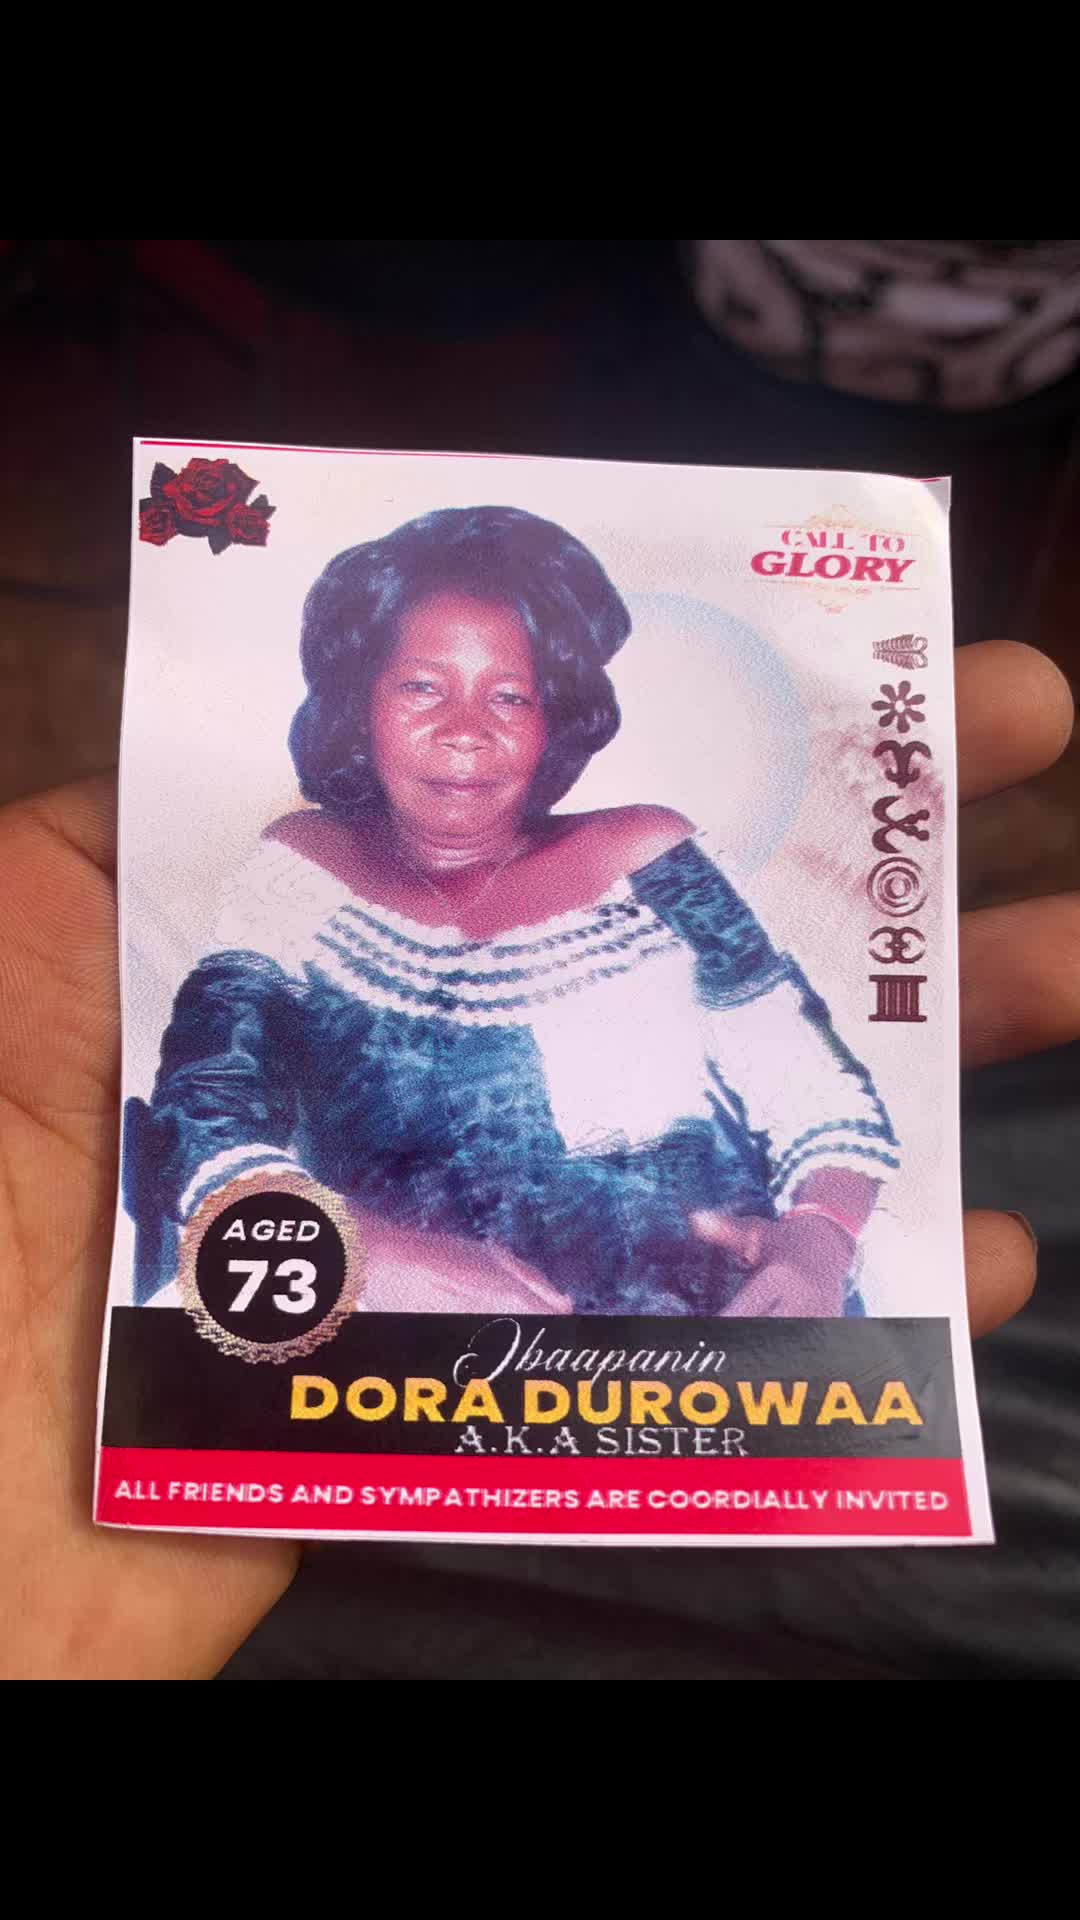 CALL TO
GLORY
AGED
73
Obaapanin
DORA DUROWAA
A.K.A SISTER
ALL FRIENDS AND SYMPATHIZERS ARE COORDIALLY INVITED